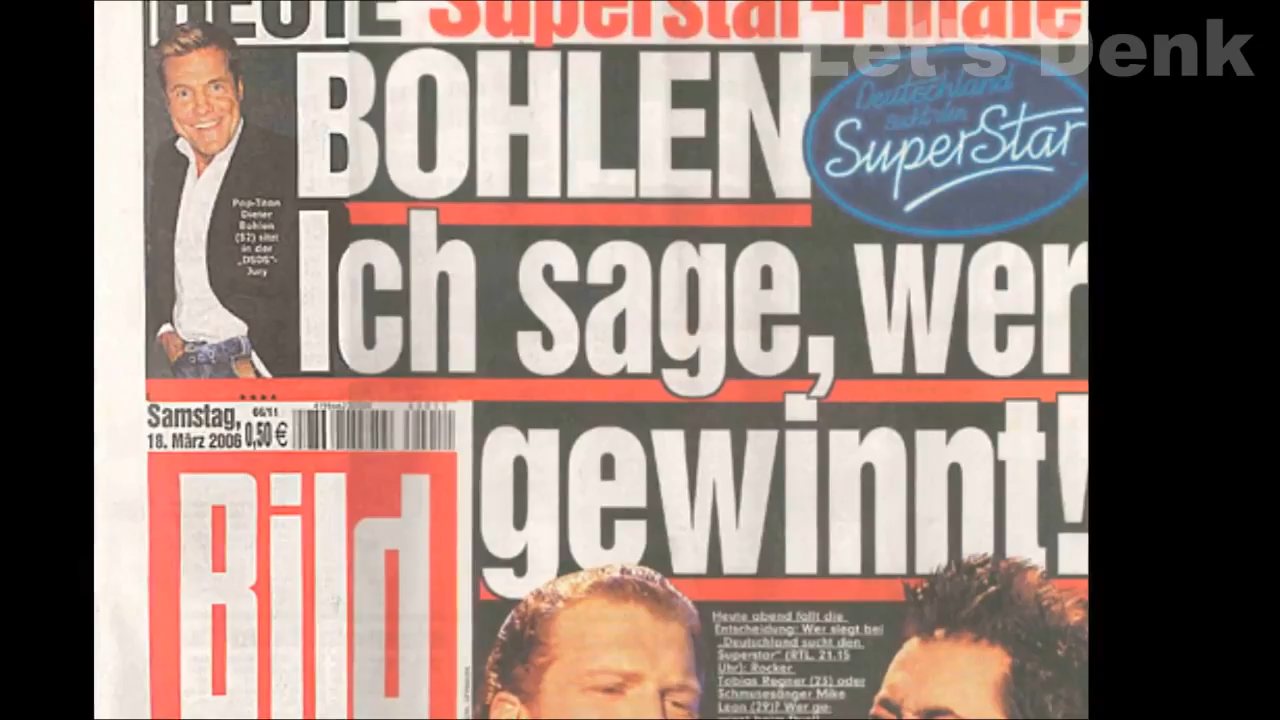 HEUTE Superstar-Finale
Let's Denk
BOHLEN
Deutschland
sucht den
SuperStar
Pop-Titan
Dieter
Bohlen
(52) sitzt
in der
„DSDS“-
Jury
Ich sage, wer
gewinnt!
Samstag,
18. März 2006
66/11
0,50 €
Bild
Heute abend fällt die
Entscheidung: Wer siegt bei
„Deutschland sucht den
Superstar“ (RTL, 21.15
Uhr): Rocker
Tobias Regner (23) oder
Schmusesänger Mike
Leon (29)? Wer ge-